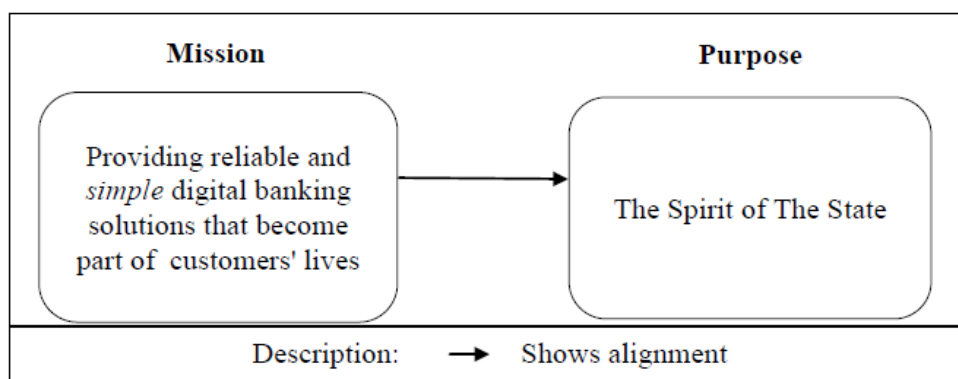 Mission
Purpose
Providing reliable and
simple digital banking
solutions that become
part of customers' lives
The Spirit of The State
Description:
Shows alignment